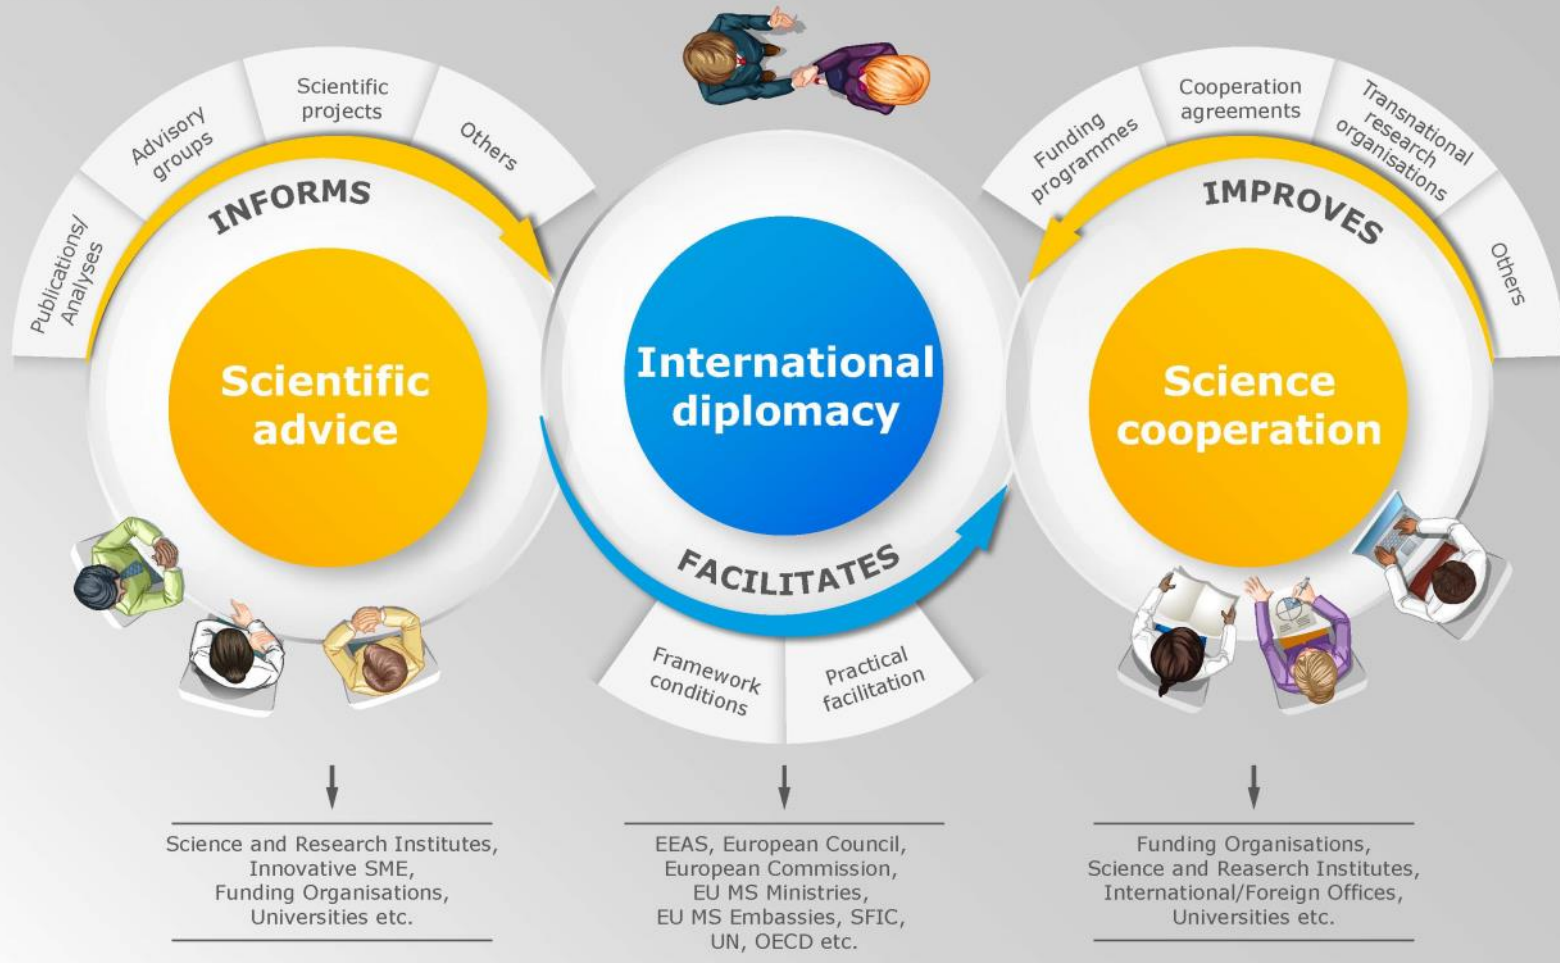 Publications/
Analyses
Advisory
groups
Scientific
projects
Others
INFORMS
Scientific
advice
International
diplomacy
FACILITATES
Framework
conditions
Practical
facilitation
Funding
programmes
Cooperation
agreements
Transnational
research
organisations
Others
IMPROVES
Science
cooperation
Science and Research Institutes,
Innovative SME,
Funding Organisations,
Universities etc.
EEAS, European Council,
European Commission,
EU MS Ministries,
EU MS Embassies, SFIC,
UN, OECD etc.
Funding Organisations,
Science and Reaserch Institutes,
International/Foreign Offices,
Universities etc.